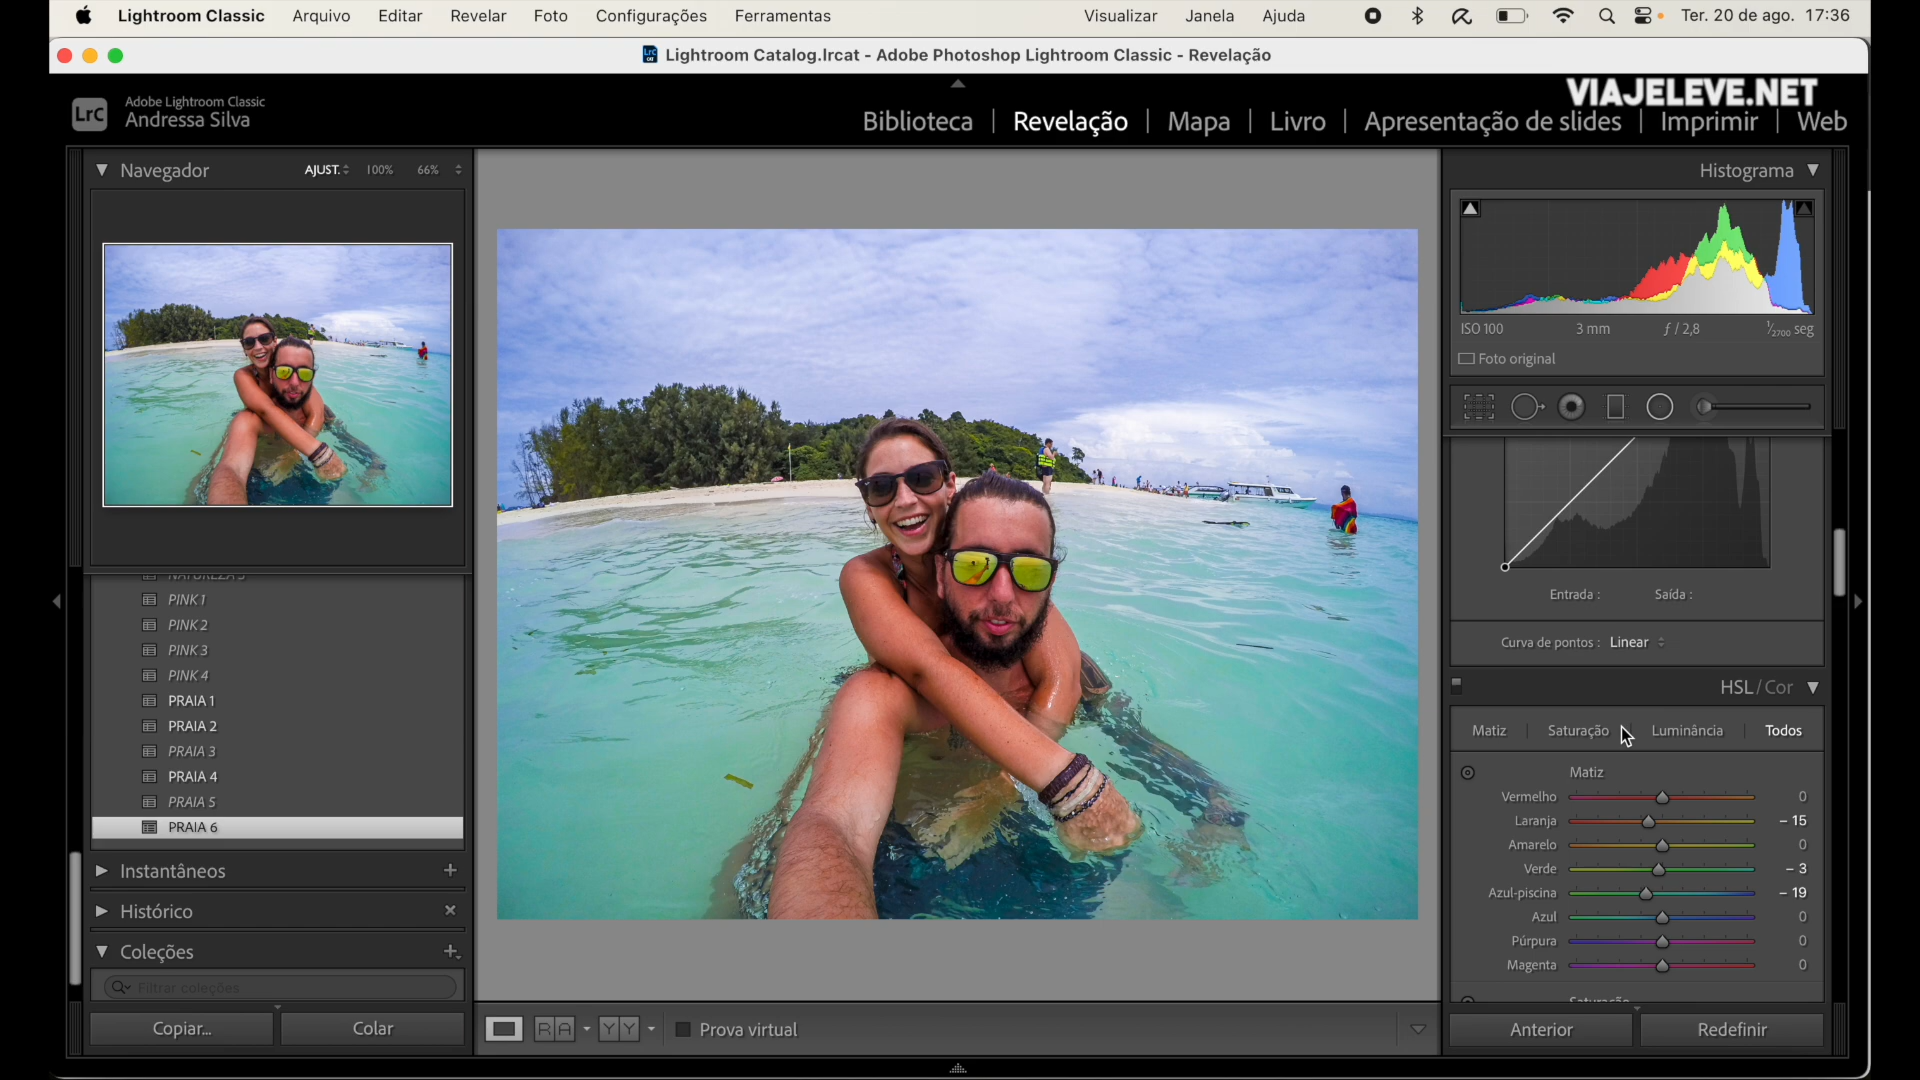 Lightroom Classic Arquivo Editar Revelar Foto Configurações Ferramentas Visualizar Janela Ajuda Ter. 20 de ago. 17:36
Lightroom Catalog.lrcat - Adobe Photoshop Lightroom Classic - Revelação
VIAJELEVE.NET
LrC Adobe Lightroom Classic
Andressa Silva
Biblioteca | Revelação | Mapa | Livro | Apresentação de slides | Imprimir | Web
Navegador AJUST. 100% 66%
Histograma
ISO 100 3 mm ƒ / 2,8 1/2700 seg
Foto original
PINK 1
PINK 2
PINK 3
PINK 4
PRAIA 1
PRAIA 2
PRAIA 3
PRAIA 4
PRAIA 5
PRAIA 6
Instantâneos
Histórico
Coleções
Filtrar coleções
Copiar... Colar
R A Y Y Prova virtual
Entrada : Saída :
Curva de pontos : Linear
HSL / Cor
Matiz Saturação Luminância Todos
Matiz
Vermelho 0
Laranja - 15
Amarelo 0
Verde - 3
Azul-piscina - 19
Azul 0
Púrpura 0
Magenta 0
Anterior Redefinir